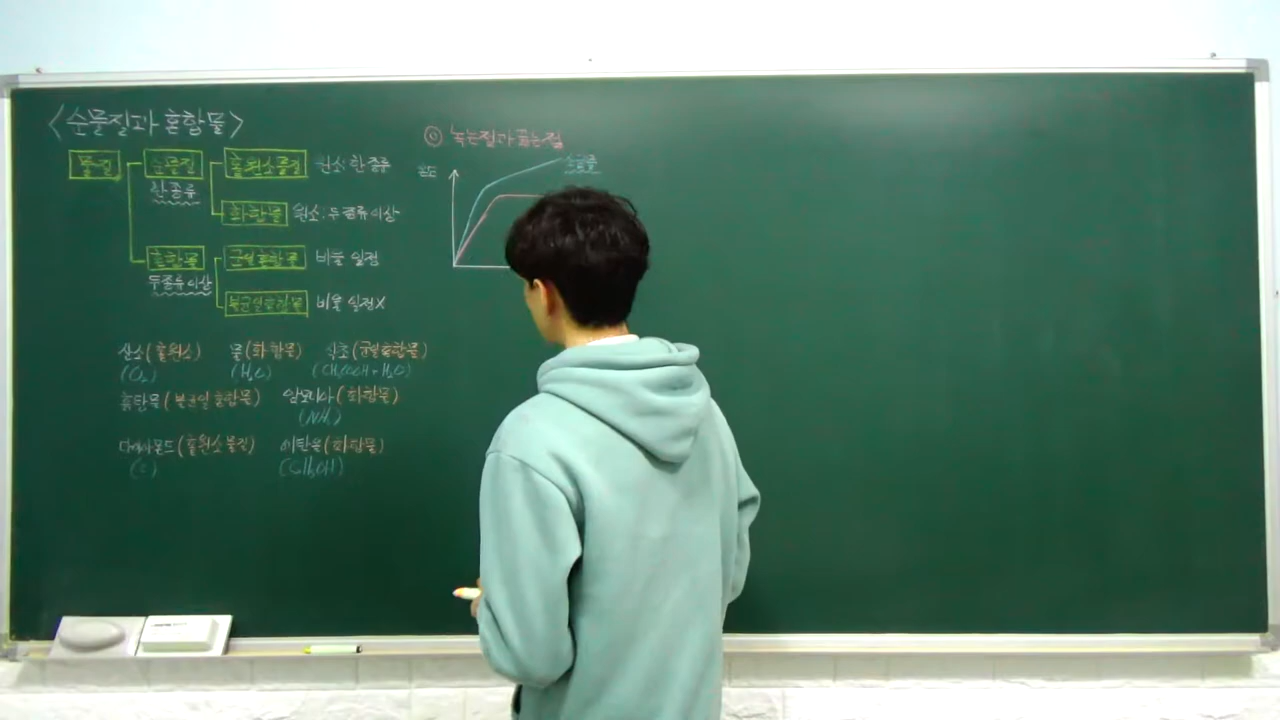 <순물질과 혼합물>
물질 순물질 홑원소물질 원소: 한 종류
한 종류
화합물 원소: 두 종류 이상
혼합물 균일혼합물 비율 일정
두 종류 이상
불균일혼합물 비율 일정X
산소 (홑원소) 물 (화합물) 식초 (균일혼합물)
(O₂) (H₂O) (CH₃COOH + H₂O)
흙탕물 (불균일 혼합물) 암모니아 (화합물)
(NH₃)
다이아몬드 (홑원소 물질) 에탄올 (화합물)
(C)
◎ 녹는점과 끓는점
온도 소금물